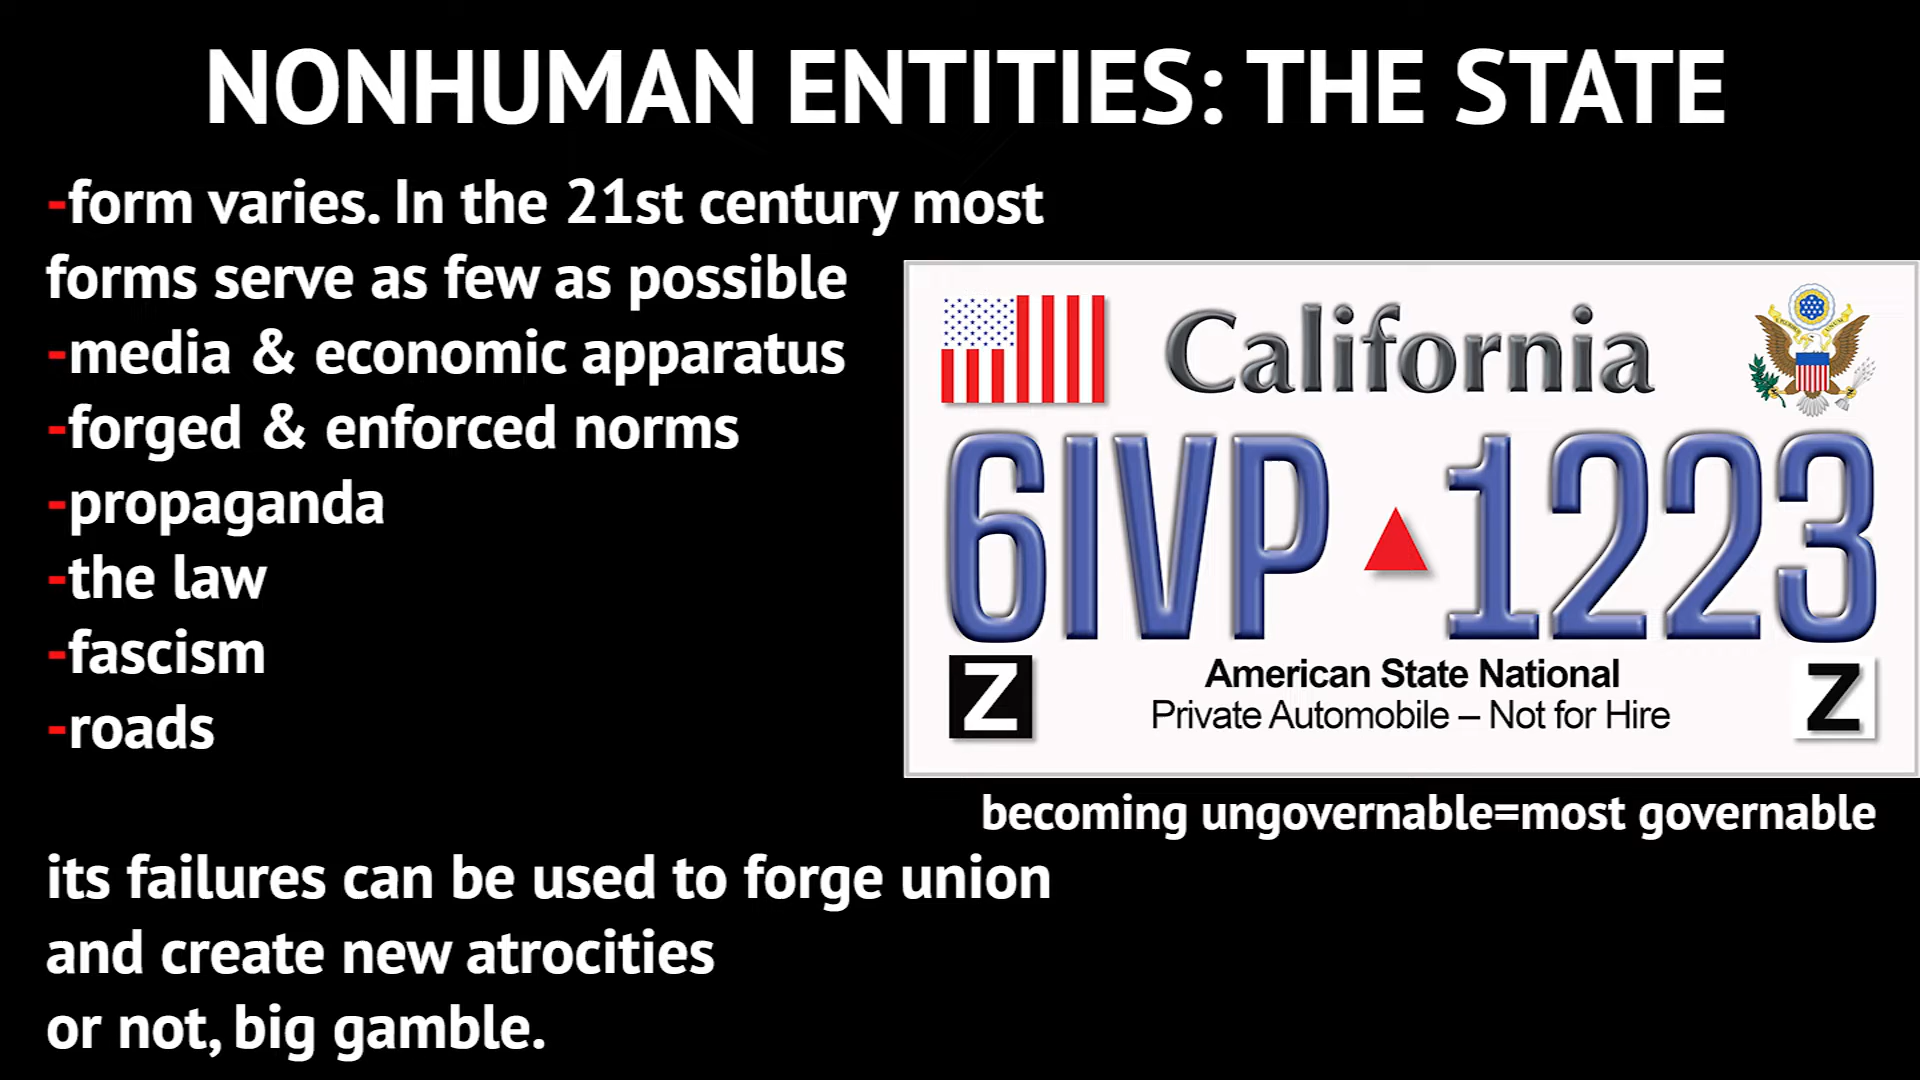 NONHUMAN ENTITIES: THE STATE
-form varies. In the 21st century most
forms serve as few as possible
-media & economic apparatus
-forged & enforced norms
-propaganda
-the law
-fascism
-roads
California
6IVP▲1223
Z
American State National
Private Automobile – Not for Hire
Z
becoming ungovernable=most governable
its failures can be used to forge union
and create new atrocities
or not, big gamble.